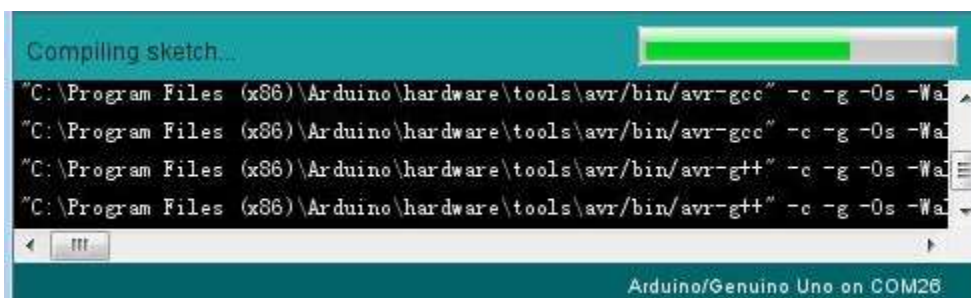 Compiling sketch...
"C:\Program Files (x86)\Arduino\hardware\tools\avr/bin/avr-gcc" -c -g -Os -Wal
"C:\Program Files (x86)\Arduino\hardware\tools\avr/bin/avr-gcc" -c -g -Os -Wal
"C:\Program Files (x86)\Arduino\hardware\tools\avr/bin/avr-g++" -c -g -Os -Wal
"C:\Program Files (x86)\Arduino\hardware\tools\avr/bin/avr-g++" -c -g -Os -Wal
Arduino/Genuino Uno on COM26